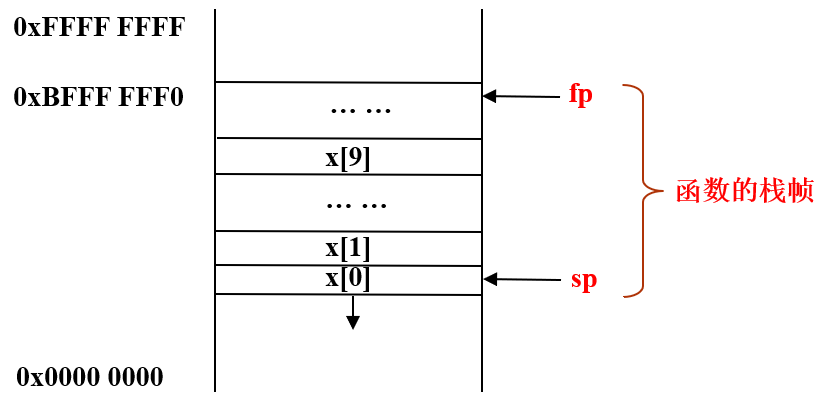 0xFFFF FFFF
0xBFFF FFF0
… …
fp
x[9]
函数的栈帧
… …
x[1]
x[0]
sp
0x0000 0000